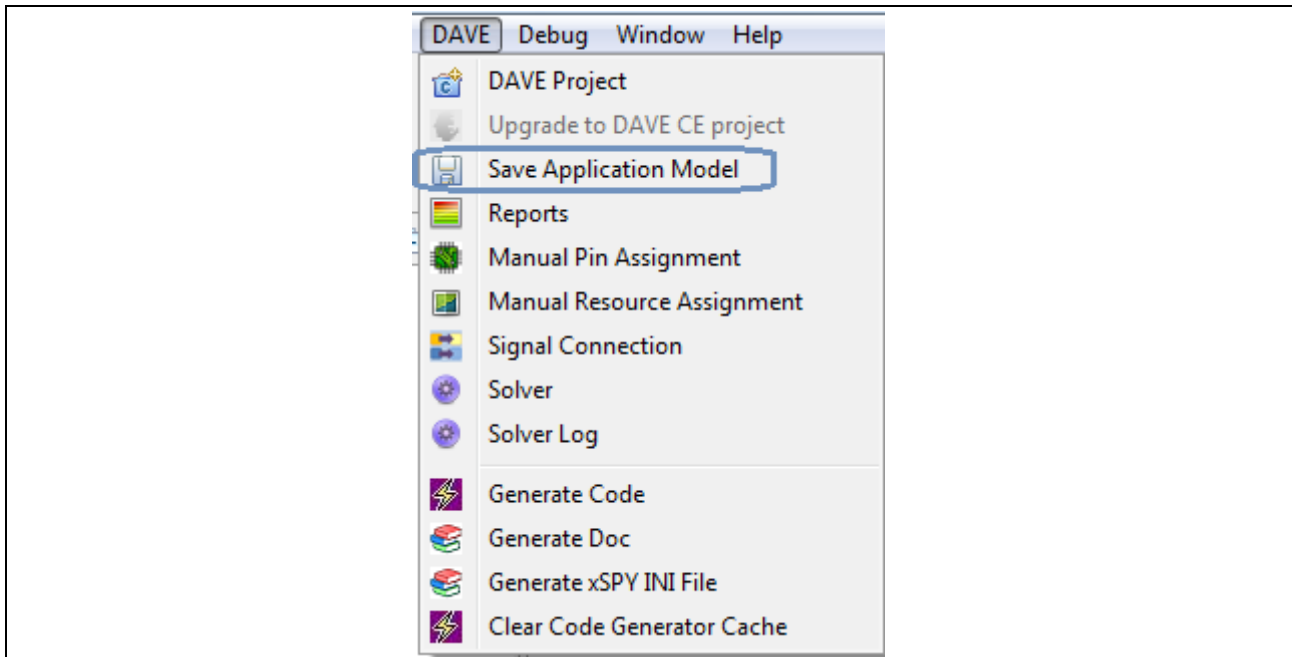 DAVE Debug Window Help
DAVE Project
Upgrade to DAVE CE project
Save Application Model
Reports
Manual Pin Assignment
Manual Resource Assignment
Signal Connection
Solver
Solver Log
Generate Code
Generate Doc
Generate xSPY INI File
Clear Code Generator Cache